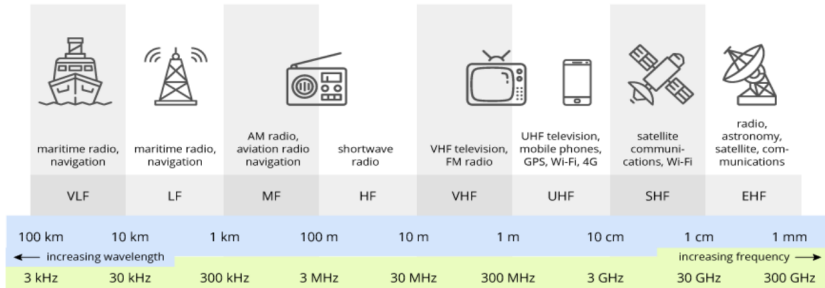 maritime radio,
navigation
maritime radio,
navigation
AM radio,
aviation radio
navigation
shortwave
radio
VHF television,
FM radio
UHF television,
mobile phones,
GPS, Wi-Fi, 4G
satellite
communi-
cations, Wi-Fi
radio,
astronomy,
satellite, com-
munications
VLF LF MF HF VHF UHF SHF EHF
100 km 10 km 1 km 100 m 10 m 1 m 10 cm 1 cm 1 mm
increasing wavelength increasing frequency
3 kHz 30 kHz 300 kHz 3 MHz 30 MHz 300 MHz 3 GHz 30 GHz 300 GHz